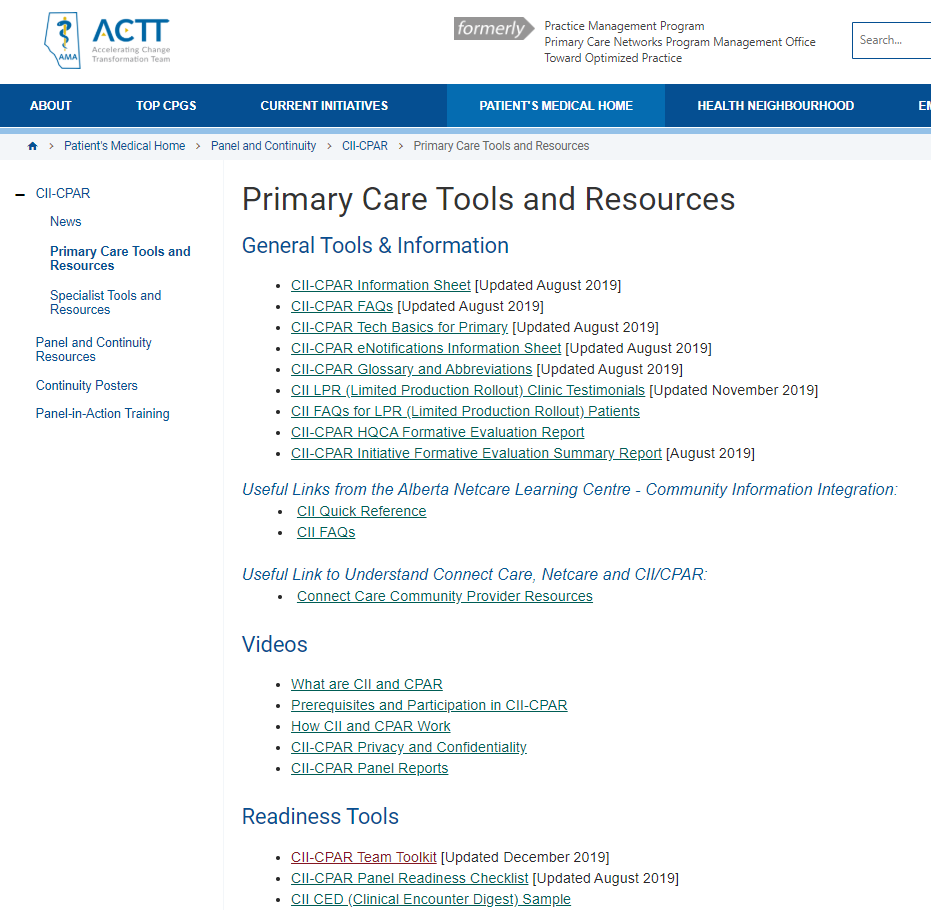 AMA
ACTT
Accelerating Change
Transformation Team
formerly
Practice Management Program
Primary Care Networks Program Management Office
Toward Optimized Practice
Search...
ABOUT TOP CPGS CURRENT INITIATIVES PATIENT'S MEDICAL HOME HEALTH NEIGHBOURHOOD
Patient's Medical Home > Panel and Continuity > CII-CPAR > Primary Care Tools and Resources
CII-CPAR
News
Primary Care Tools and
Resources
Specialist Tools and
Resources
Panel and Continuity
Resources
Continuity Posters
Panel-in-Action Training
Primary Care Tools and Resources
General Tools & Information
CII-CPAR Information Sheet [Updated August 2019]
CII-CPAR FAQs [Updated August 2019]
CII-CPAR Tech Basics for Primary [Updated August 2019]
CII-CPAR eNotifications Information Sheet [Updated August 2019]
CII-CPAR Glossary and Abbreviations [Updated August 2019]
CII LPR (Limited Production Rollout) Clinic Testimonials [Updated November 2019]
CII FAQs for LPR (Limited Production Rollout) Patients
CII-CPAR HQCA Formative Evaluation Report
CII-CPAR Initiative Formative Evaluation Summary Report [August 2019]
Useful Links from the Alberta Netcare Learning Centre - Community Information Integration:
CII Quick Reference
CII FAQs
Useful Link to Understand Connect Care, Netcare and CII/CPAR:
Connect Care Community Provider Resources
Videos
What are CII and CPAR
Prerequisites and Participation in CII-CPAR
How CII and CPAR Work
CII-CPAR Privacy and Confidentiality
CII-CPAR Panel Reports
Readiness Tools
CII-CPAR Team Toolkit [Updated December 2019]
CII-CPAR Panel Readiness Checklist [Updated August 2019]
CII CED (Clinical Encounter Digest) Sample